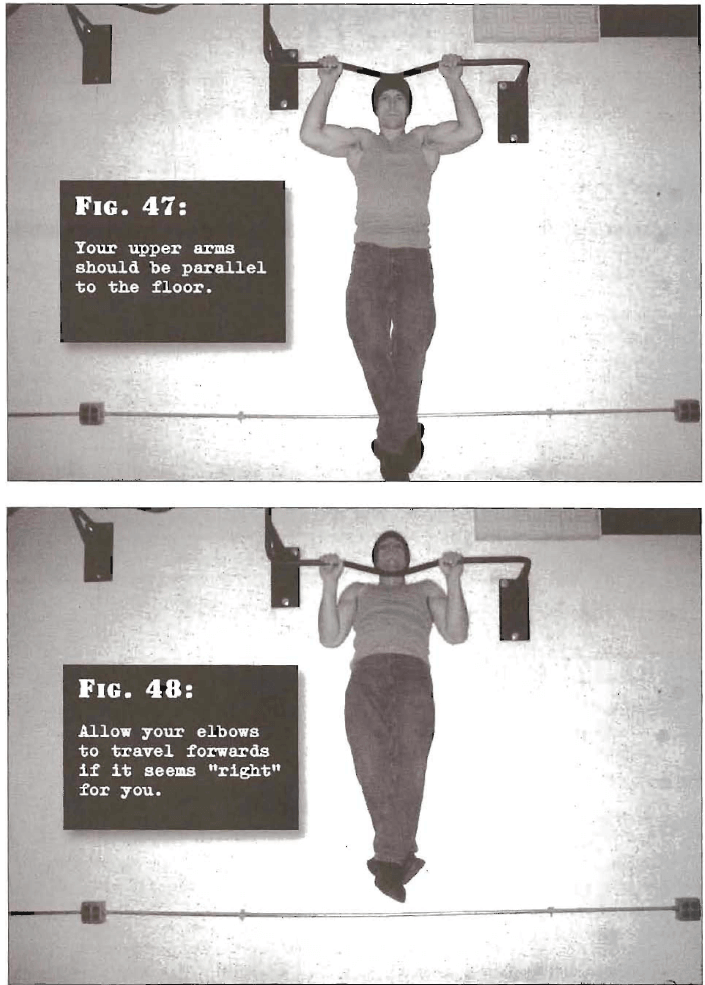 FIG. 47:
Your upper arms
should be parallel
to the floor.
FIG. 48:
Allow your elbows
to travel forwards
if it seems "right"
for you.